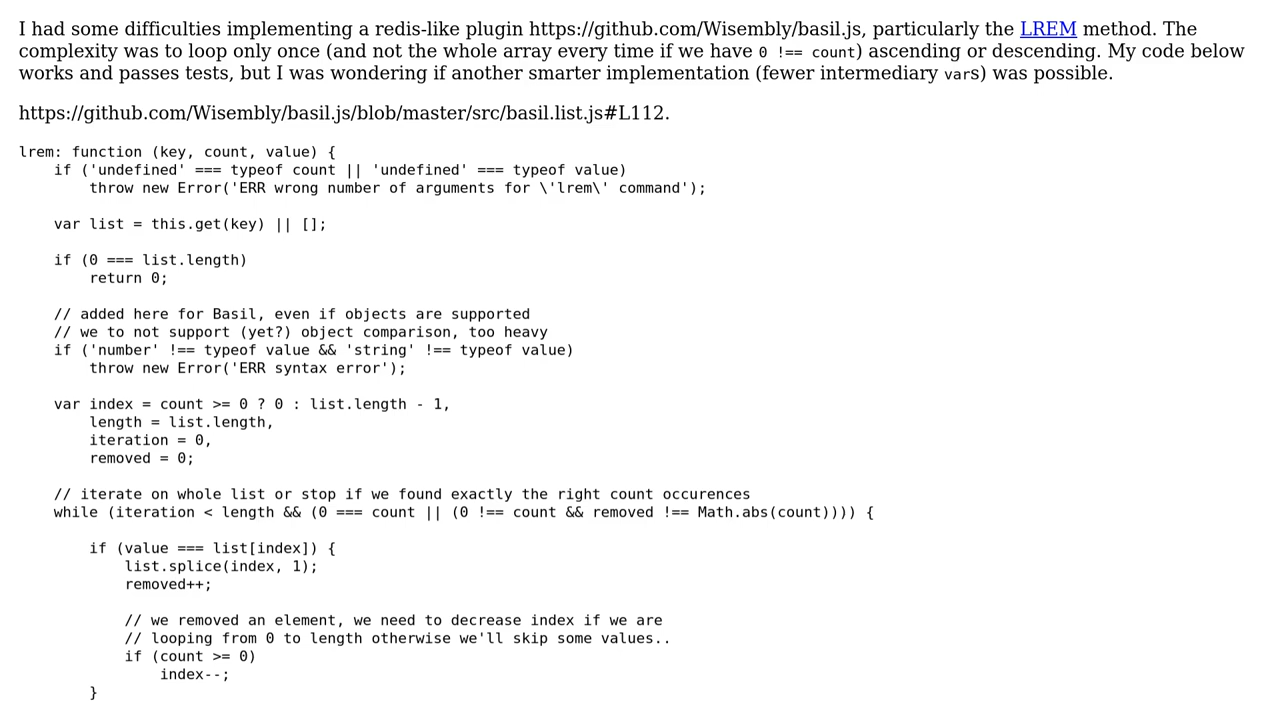 I had some difficulties implementing a redis-like plugin https://github.com/Wisembly/basil.js, particularly the LREM method. The
complexity was to loop only once (and not the whole array every time if we have 0 !== count) ascending or descending. My code below
works and passes tests, but I was wondering if another smarter implementation (fewer intermediary vars) was possible.
https://github.com/Wisembly/basil.js/blob/master/src/basil.list.js#L112.
lrem: function (key, count, value) {
    if ('undefined' === typeof count || 'undefined' === typeof value)
        throw new Error('ERR wrong number of arguments for \'lrem\' command');
    var list = this.get(key) || [];
    if (0 === list.length)
        return 0;
    // added here for Basil, even if objects are supported
    // we to not support (yet?) object comparison, too heavy
    if ('number' !== typeof value && 'string' !== typeof value)
        throw new Error('ERR syntax error');
    var index = count >= 0 ? 0 : list.length - 1,
        length = list.length,
        iteration = 0,
        removed = 0;
    // iterate on whole list or stop if we found exactly the right count occurences
    while (iteration < length && (0 === count || (0 !== count && removed !== Math.abs(count)))) {
        if (value === list[index]) {
            list.splice(index, 1);
            removed++;
            // we removed an element, we need to decrease index if we are
            // looping from 0 to length otherwise we'll skip some values..
            if (count >= 0)
                index--;
        }